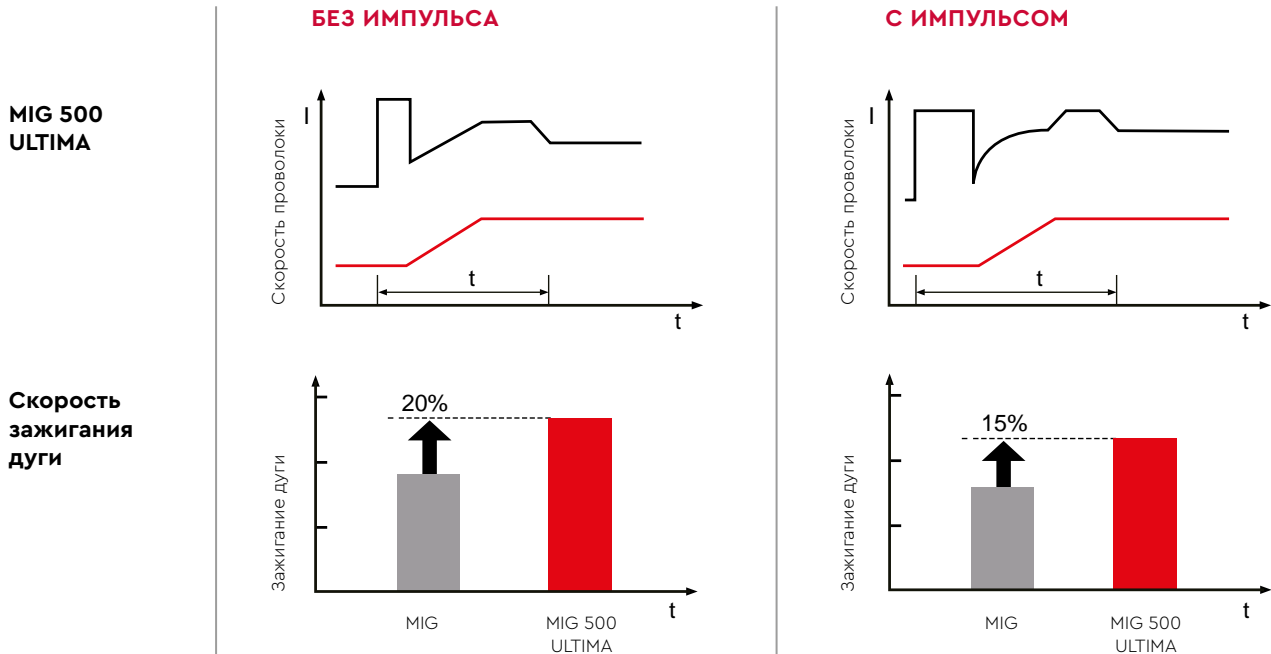 БЕЗ ИМПУЛЬСА
С ИМПУЛЬСОМ
MIG 500
ULTIMA
I
Скорость проволоки
t
t
I
Скорость проволоки
t
t
Скорость
зажигания
дуги
Зажигание дуги
20%
t
MIG
MIG 500
ULTIMA
Зажигание дуги
15%
t
MIG
MIG 500
ULTIMA